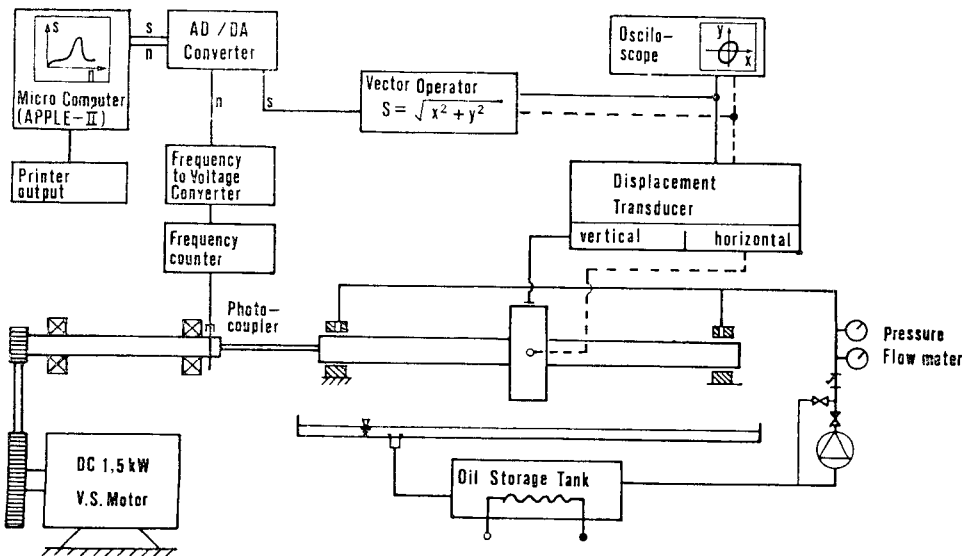 S
n
Micro Computer
(APPLE-II)
Printer
output
s
n
AD / DA
Converter
n
s
Vector Operator
S = √x² + y²
Oscilo-
scope
y
x
Frequency
to Voltage
Converter
Frequency
counter
Displacement
Transducer
vertical
horizontal
Photo-
coupler
Pressure
Flow mater
DC 1,5 kW
V.S. Motor
Oil Storage Tank